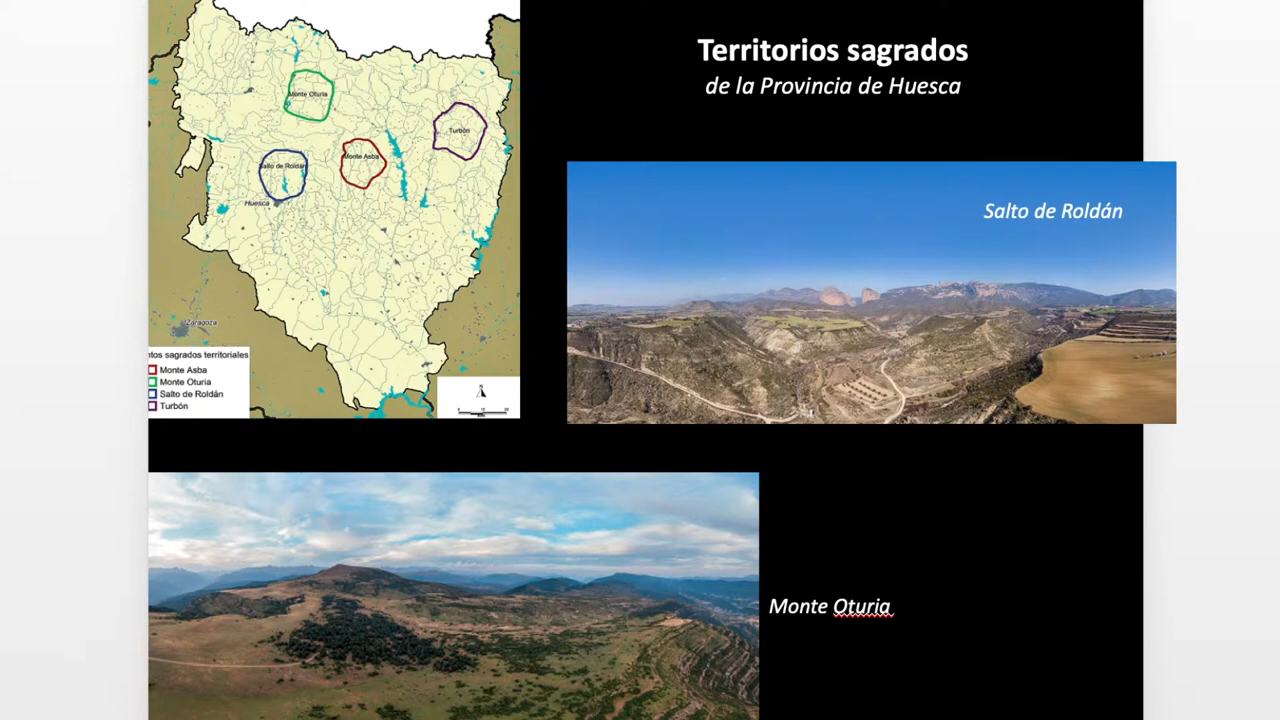 Territorios sagrados
de la Provincia de Huesca
Monte Oturia
Turbón
Salto de Roldán
Monte Asba
Huesca
Zaragoza
ntos sagrados territoriales
Monte Asba
Monte Oturia
Salto de Roldán
Turbón
N
Salto de Roldán
Monte Oturia